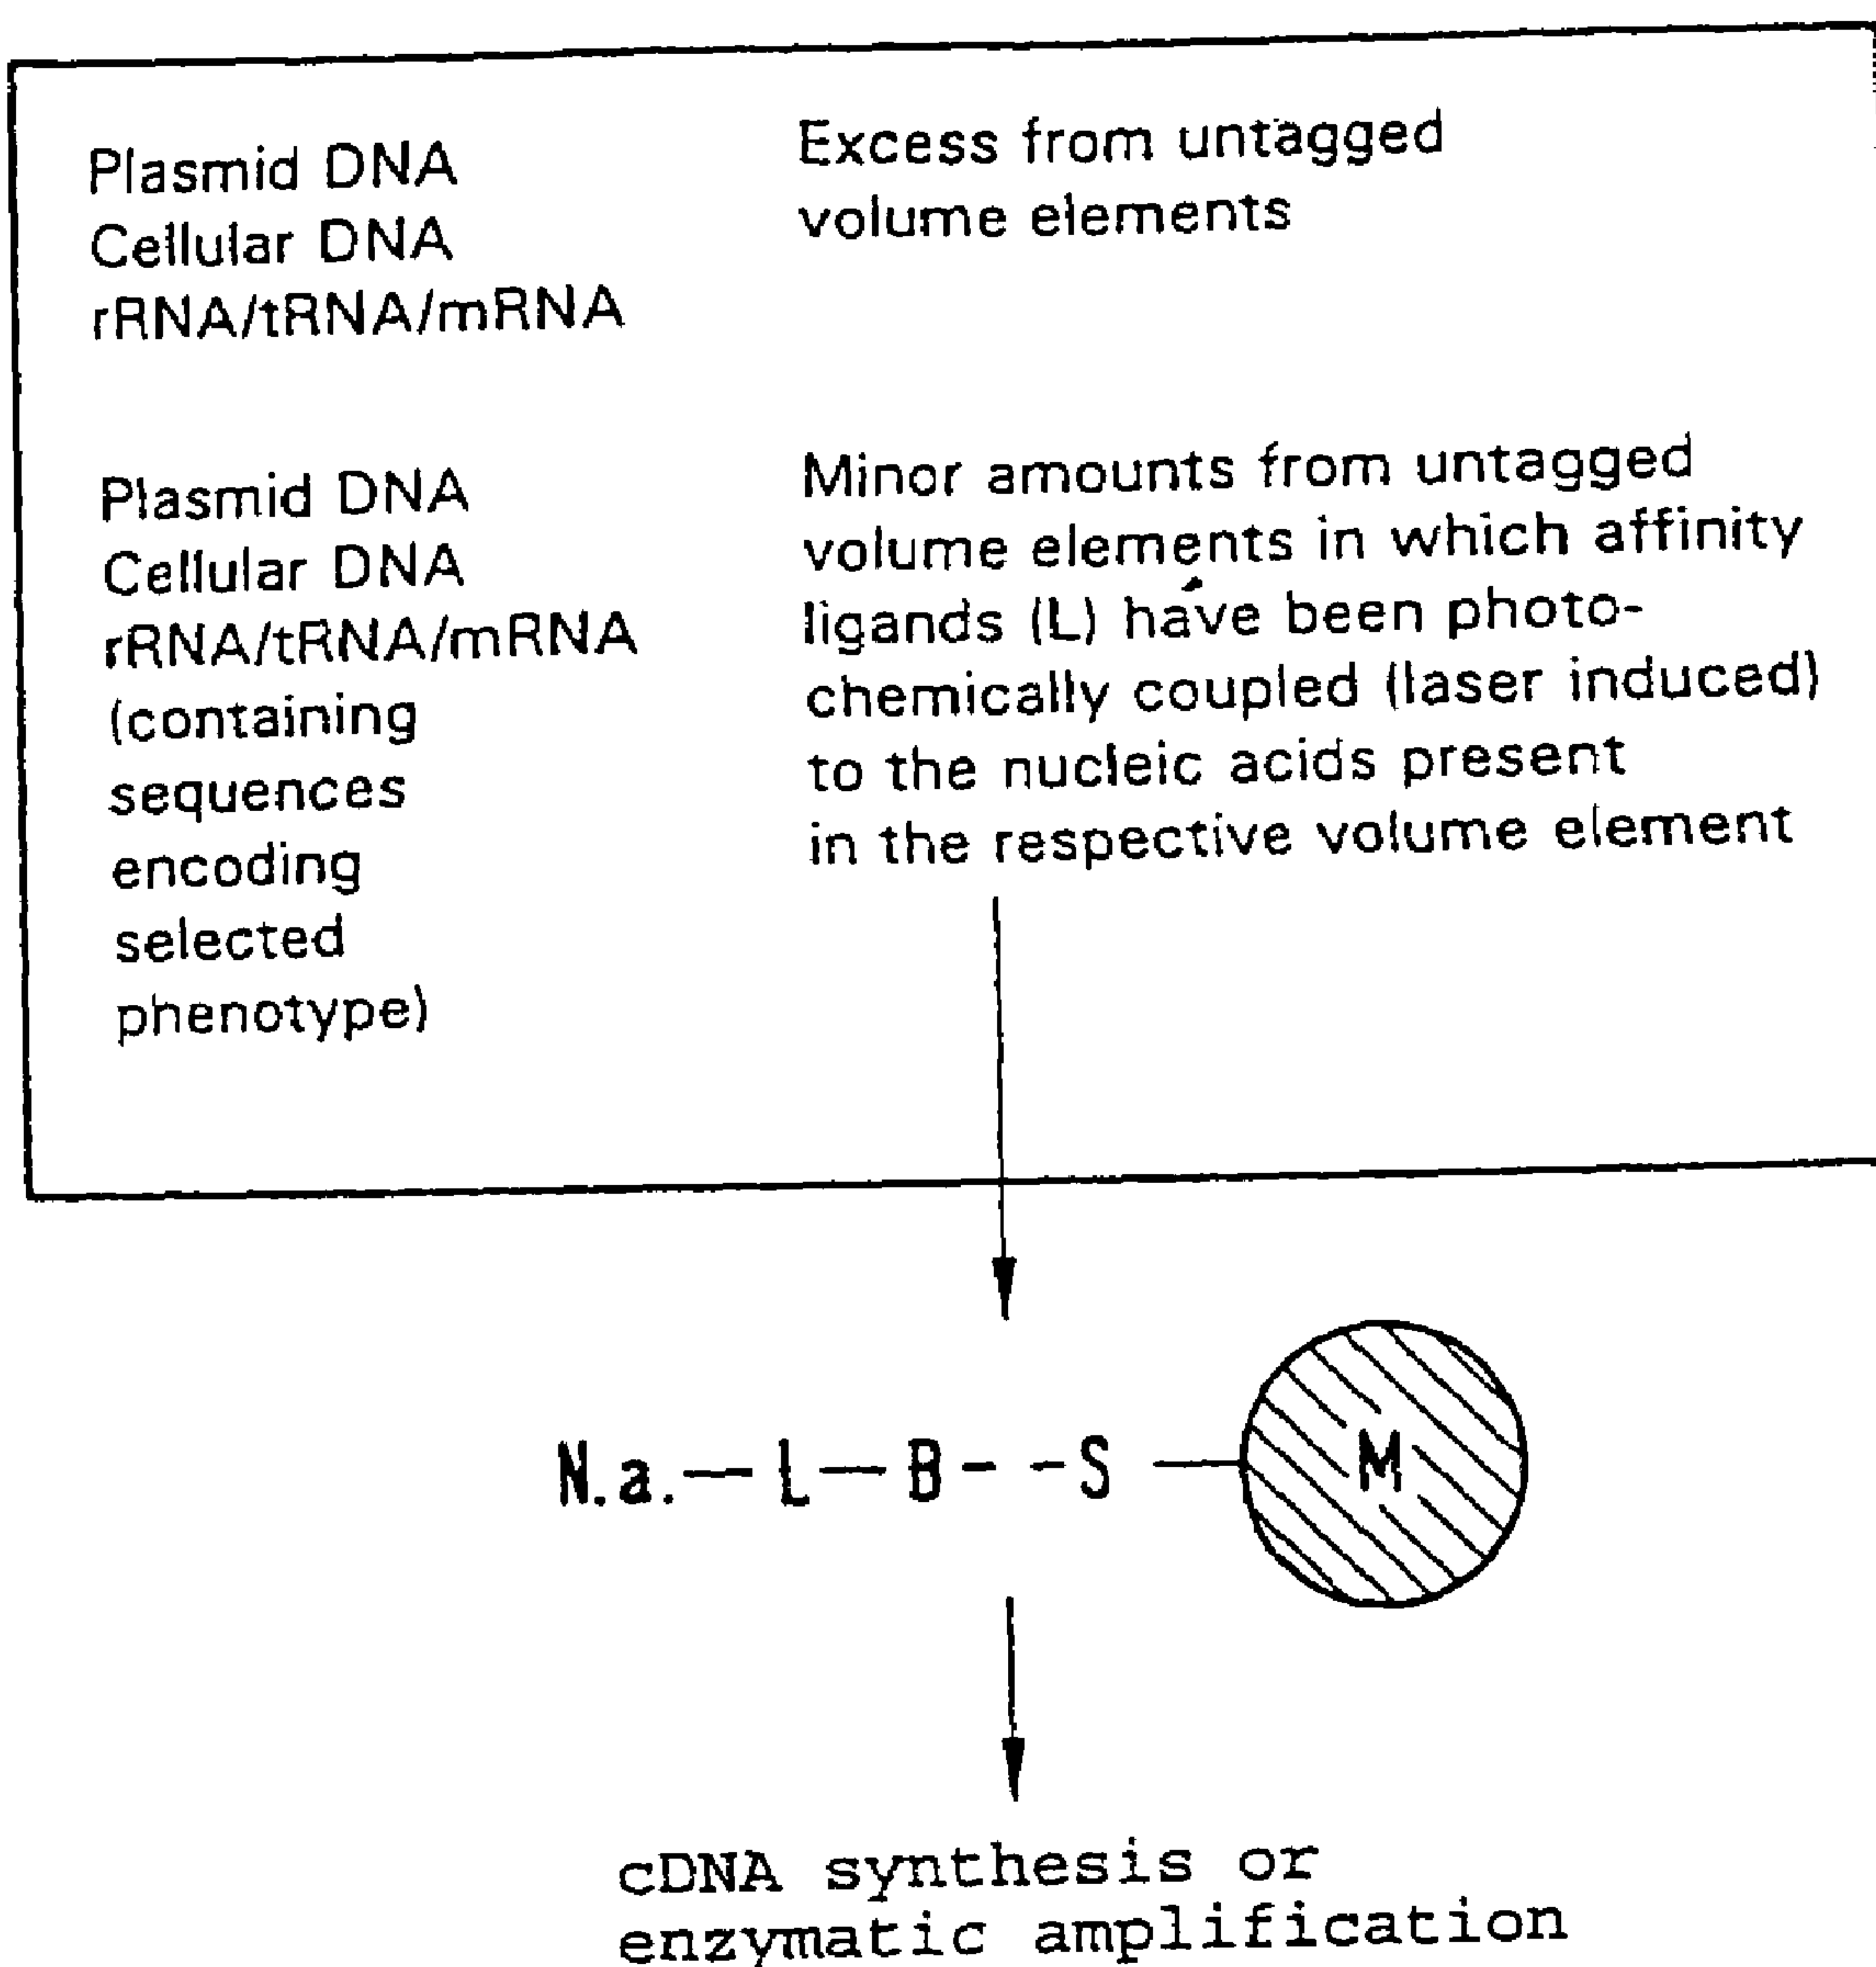 Plasmid DNA
Cellular DNA
rRNA/tRNA/mRNA
Excess from untagged
volume elements
Plasmid DNA
Cellular DNA
rRNA/tRNA/mRNA
(containing
sequences
encoding
selected
phenotype)
Minor amounts from untagged
volume elements in which affinity
ligands (L) have been photo-
chemically coupled (laser induced)
to the nucleic acids present
in the respective volume element
N.a.—L—B- -S —M
cDNA synthesis or
enzymatic amplification